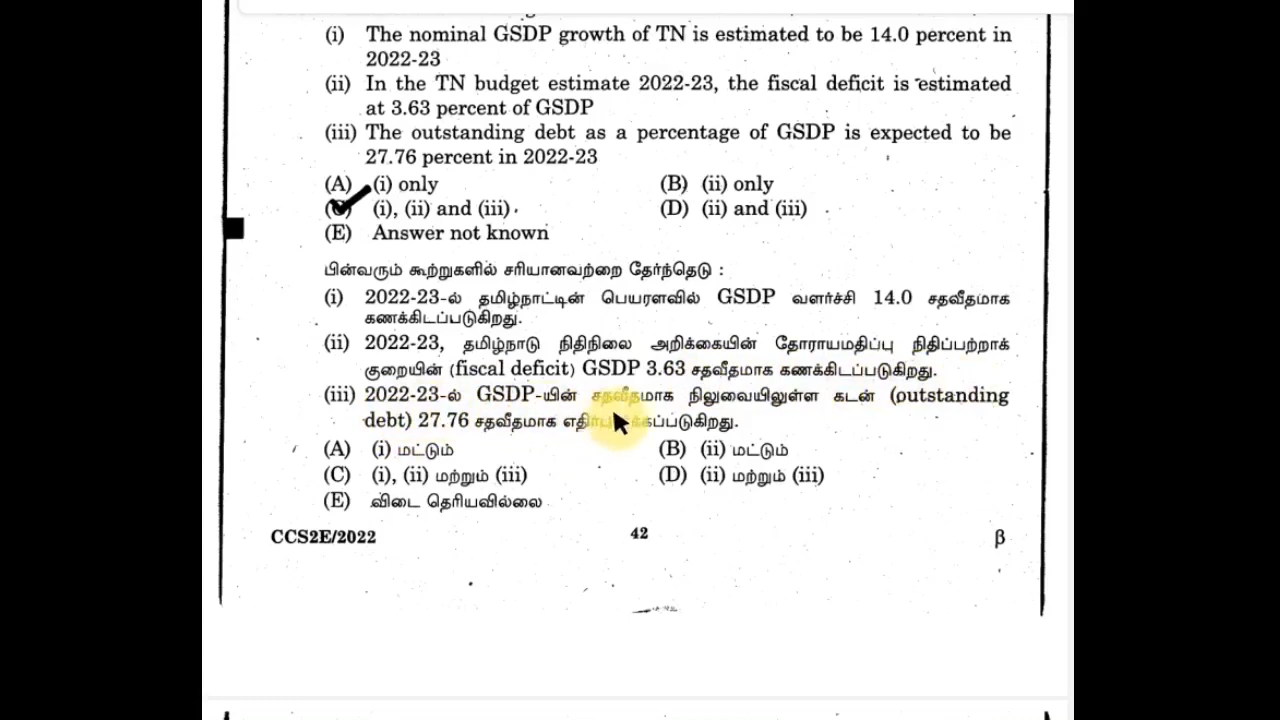 (i) The nominal GSDP growth of TN is estimated to be 14.0 percent in
2022-23
(ii) In the TN budget estimate 2022-23, the fiscal deficit is estimated
at 3.63 percent of GSDP
(iii) The outstanding debt as a percentage of GSDP is expected to be
27.76 percent in 2022-23
(A) (i) only (B) (ii) only
(C) (i), (ii) and (iii) (D) (ii) and (iii)
(E) Answer not known
பின்வரும் கூற்றுகளில் சரியானவற்றை தேர்ந்தெடு :
(i) 2022-23-ல் தமிழ்நாட்டின் பெயரளவில் GSDP வளர்ச்சி 14.0 சதவீதமாக
கணக்கிடப்படுகிறது.
(ii) 2022-23, தமிழ்நாடு நிதிநிலை அறிக்கையின் தோராயமதிப்பு நிதிப்பற்றாக்
குறையின் (fiscal deficit) GSDP 3.63 சதவீதமாக கணக்கிடப்படுகிறது.
(iii) 2022-23-ல் GSDP-யின் சதவீதமாக நிலுவையிலுள்ள கடன் (outstanding
debt) 27.76 சதவீதமாக
(A) (i) மட்டும் (B) (ii) மட்டும்
(C) (i), (ii) மற்றும் (iii) (D) (ii) மற்றும் (iii)
(E) விடை தெரியவில்லை
CCS2E/2022 42 β